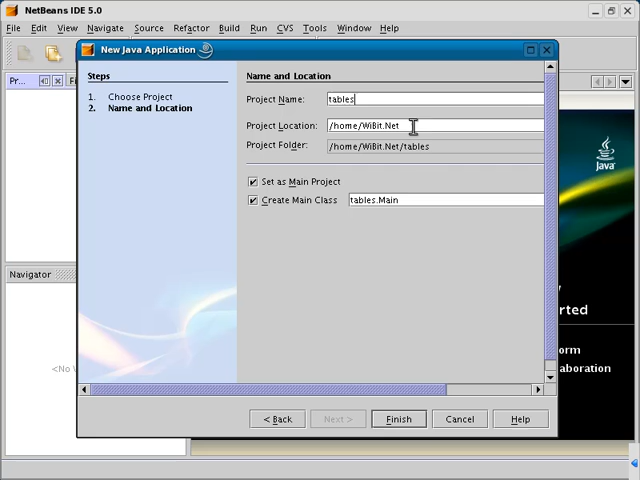 NetBeans IDE 5.0
File Edit View Navigate Source Refactor Build Run CVS Tools Window Help
Pr...
New Java Application
Steps
1. Choose Project
2. Name and Location
Name and Location
Project Name: tables
Project Location: /home/WiBit.Net
Project Folder: /home/WiBit.Net/tables
Set as Main Project
Create Main Class tables.Main
Java
Navigator
<No
rted
orm
aboration
< Back Next > Finish Cancel Help